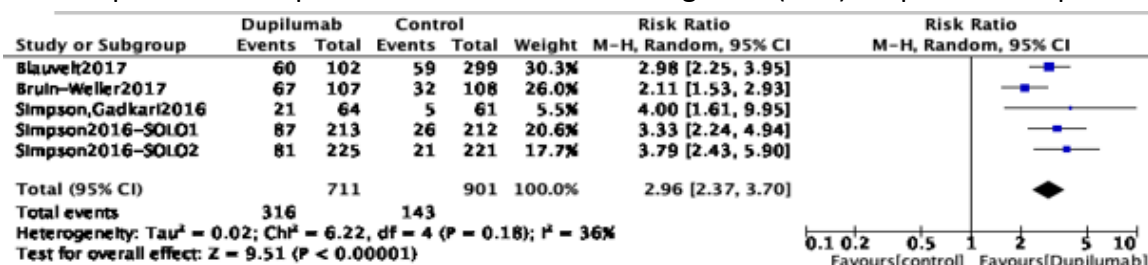 Dupilumab Control Risk Ratio Risk Ratio
Study or Subgroup Events Total Events Total Weight M-H, Random, 95% CI M-H, Random, 95% CI
Blauvelt2017 60 102 59 299 30.3% 2.98 [2.25, 3.95]
Bruin-Weller2017 67 107 32 108 26.0% 2.11 [1.53, 2.93]
Simpson,Gadkari2016 21 64 5 61 5.5% 4.00 [1.61, 9.95]
Simpson2016-SOLO1 87 213 26 212 20.6% 3.33 [2.24, 4.94]
Simpson2016-SOLO2 81 225 21 221 17.7% 3.79 [2.43, 5.90]
Total (95% CI) 711 901 100.0% 2.96 [2.37, 3.70]
Total events 316 143
Heterogeneity: Tau² = 0.02; Chi² = 6.22, df = 4 (P = 0.18); I² = 36%
Test for overall effect: Z = 9.51 (P < 0.00001)
0.1 0.2 0.5 1 2 5 10
Favours[control] Favours[Dupilumab]